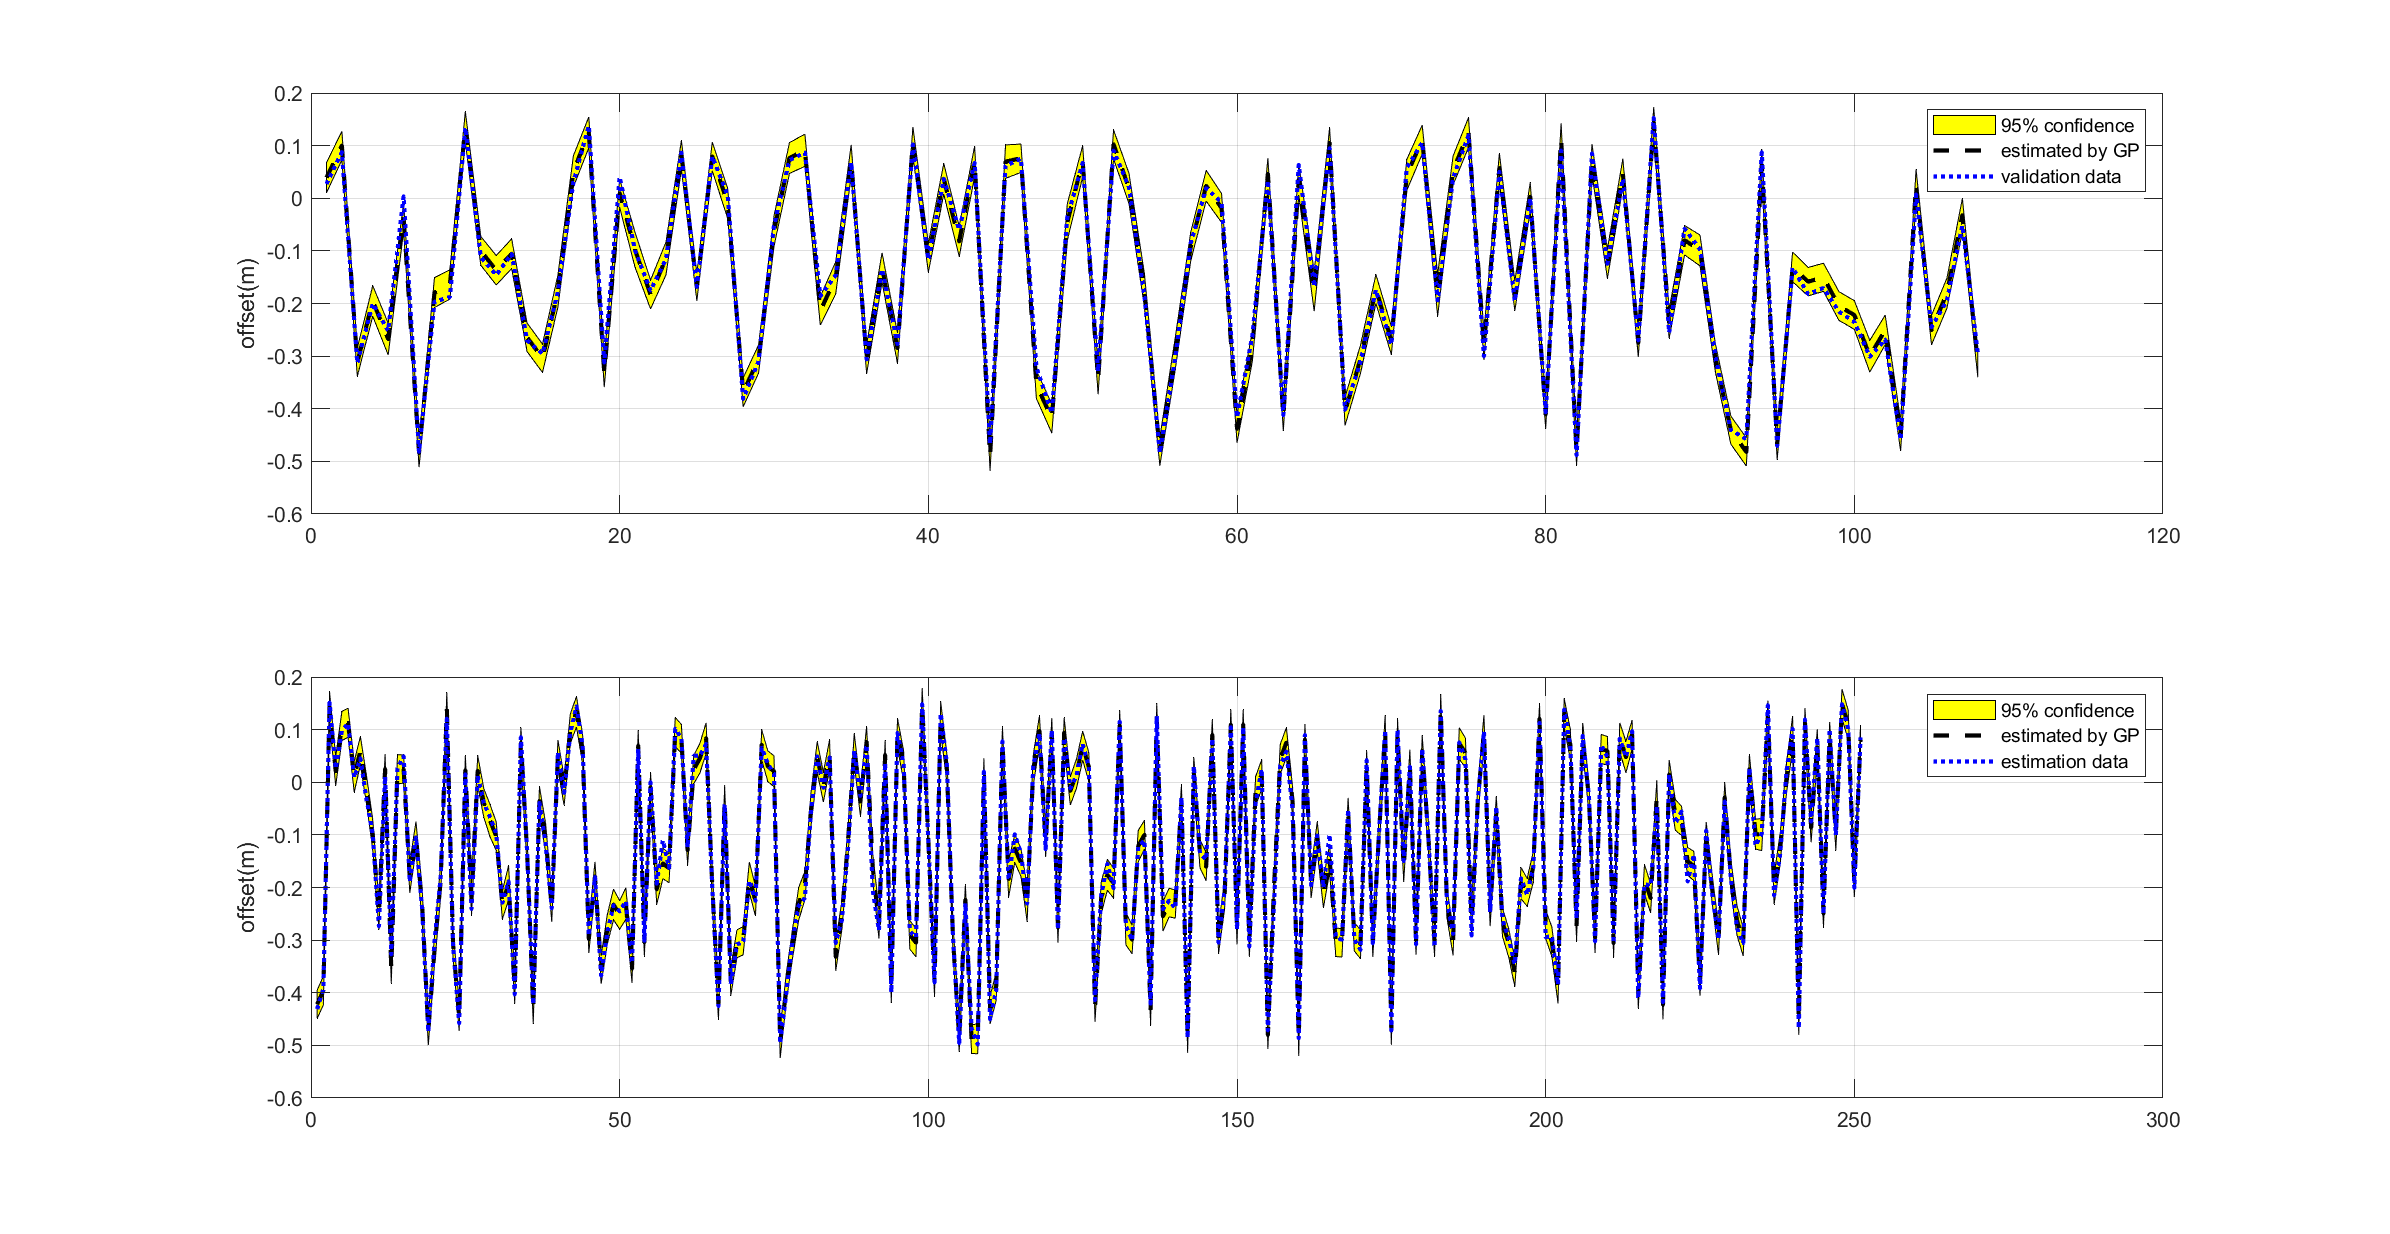 0.2
0.1
0
-0.1
-0.2
-0.3
-0.4
-0.5
-0.6
offset(m)
0 20 40 60 80 100 120
95% confidence
estimated by GP
validation data
0.2
0.1
0
-0.1
-0.2
-0.3
-0.4
-0.5
-0.6
offset(m)
0 50 100 150 200 250 300
95% confidence
estimated by GP
estimation data